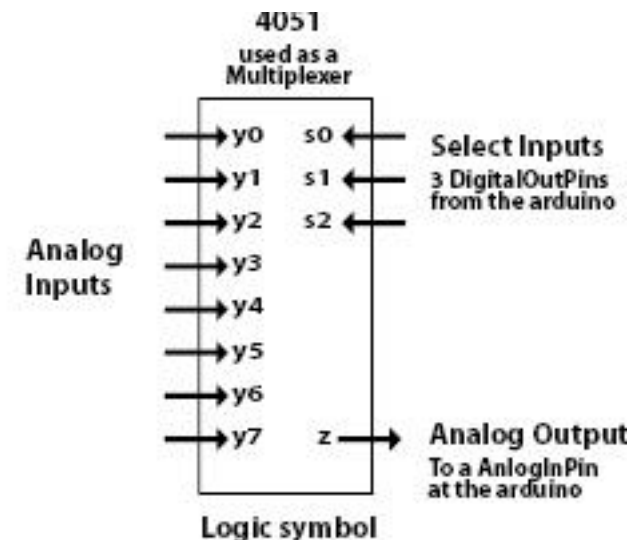 4051
used as a
Multiplexer
y0 s0
y1 s1
y2 s2
y3
y4
y5
y6
y7 z
Analog
Inputs
Select Inputs
3 DigitalOutPins
from the arduino
Analog Output
To a AnlogInPin
at the arduino
Logic symbol